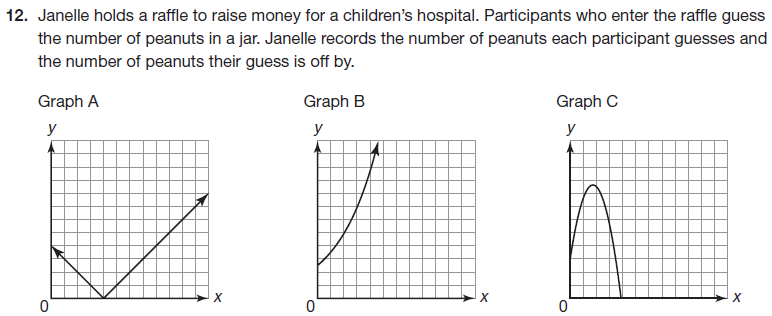 12. Janelle holds a raffle to raise money for a children’s hospital. Participants who enter the raffle guess
the number of peanuts in a jar. Janelle records the number of peanuts each participant guesses and
the number of peanuts their guess is off by.
Graph A
Graph B
Graph C
y
y
y
x
x
x
0
0
0